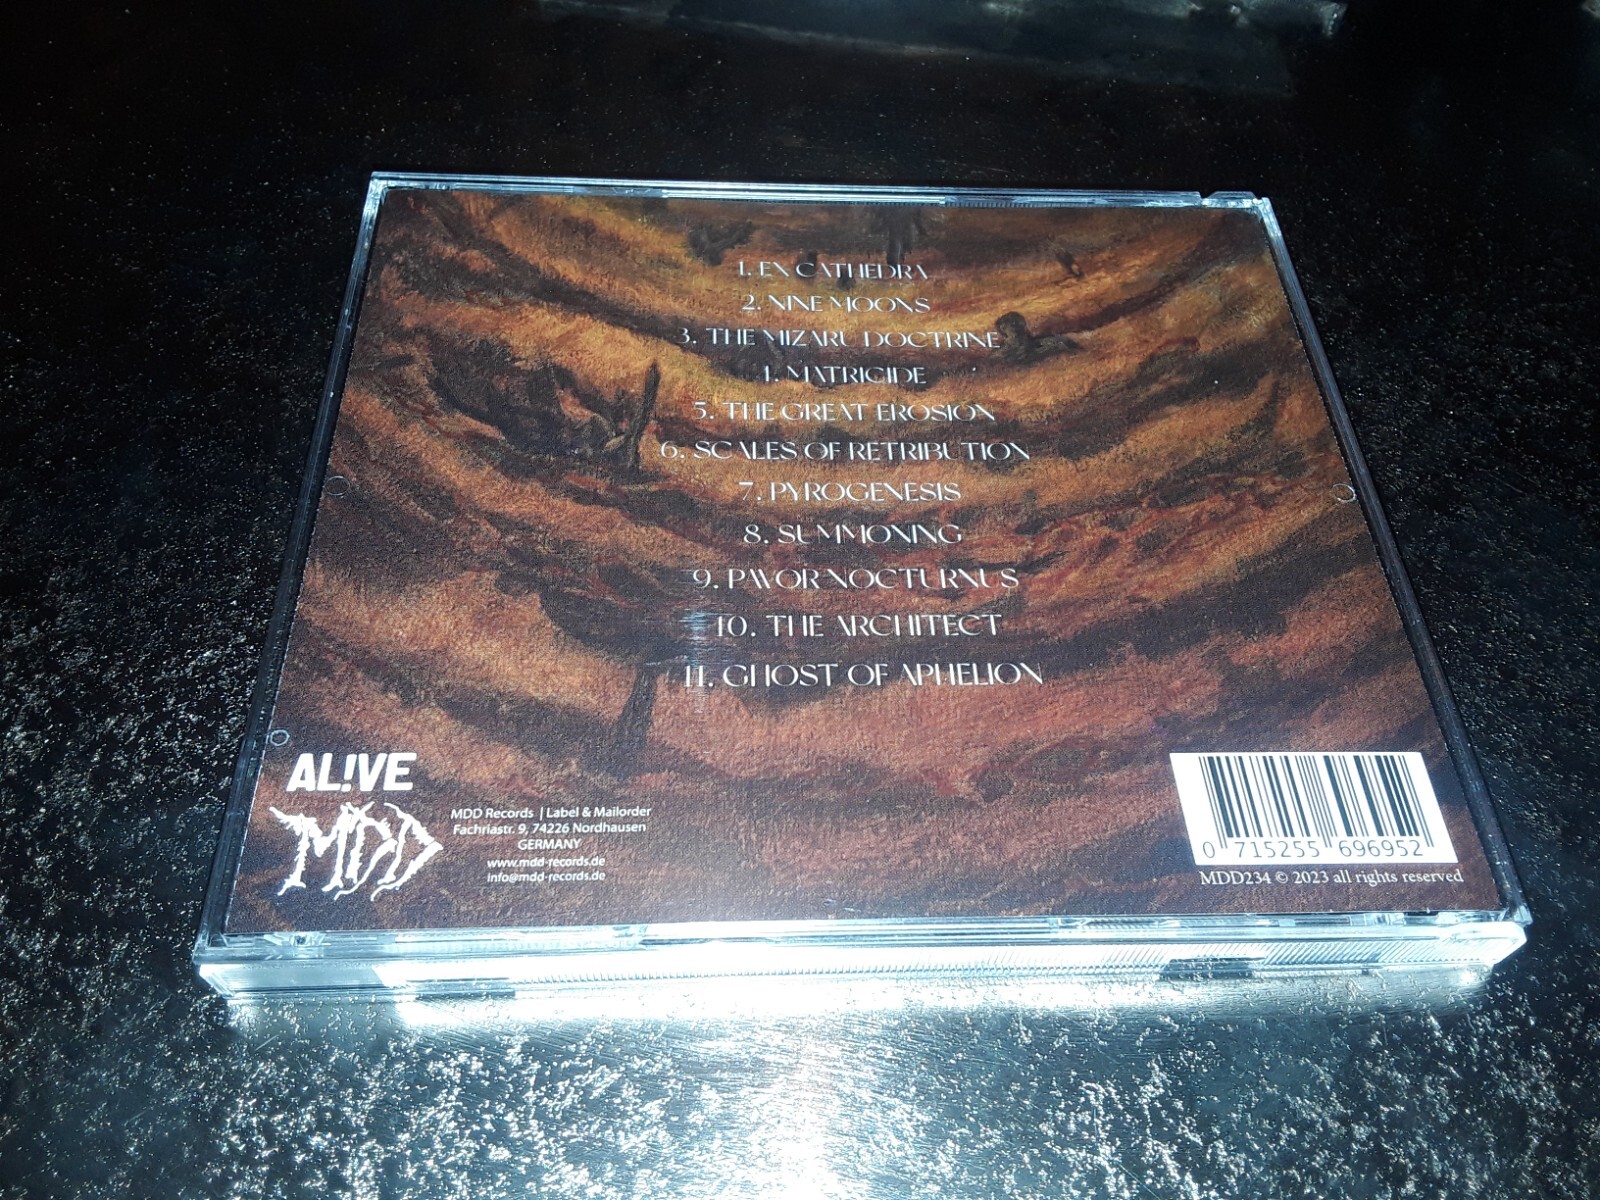 1. EX CATHEDRA
2. NINE MOONS
3. THE MIZARU DOCTRINE
4. MATRICIDE
5. THE GREAT EROSION
6. SCALES OF RETRIBUTION
7. PYROGENESIS
8. SUMMONING
9. PAVOR NOCTURNUS
10. THE ARCHITECT
11. GHOST OF APHELION
AL!VE
MDD
MDD Records | Label & Mailorder
Fachriastr. 9, 74226 Nordhausen
GERMANY
www.mdd-records.de
info@mdd-records.de
0 715255 696952
MDD234 © 2023 all rights reserved